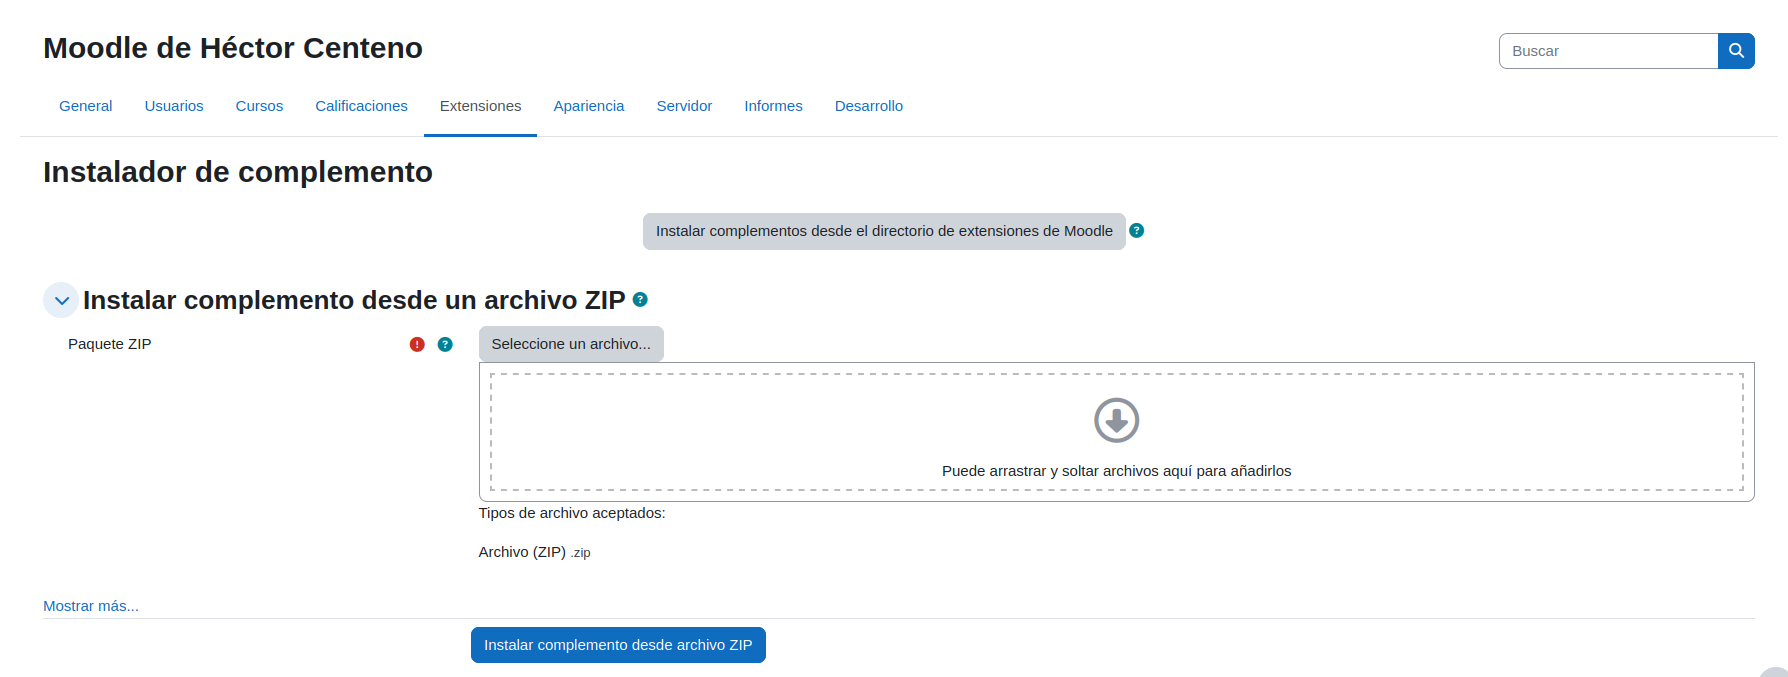 Moodle de Héctor Centeno
Buscar
General Usuarios Cursos Calificaciones Extensiones Apariencia Servidor Informes Desarrollo
Instalador de complemento
Instalar complementos desde el directorio de extensiones de Moodle
Instalar complemento desde un archivo ZIP
Paquete ZIP
Seleccione un archivo...
Puede arrastrar y soltar archivos aquí para añadirlos
Tipos de archivo aceptados:
Archivo (ZIP) .zip
Mostrar más...
Instalar complemento desde archivo ZIP